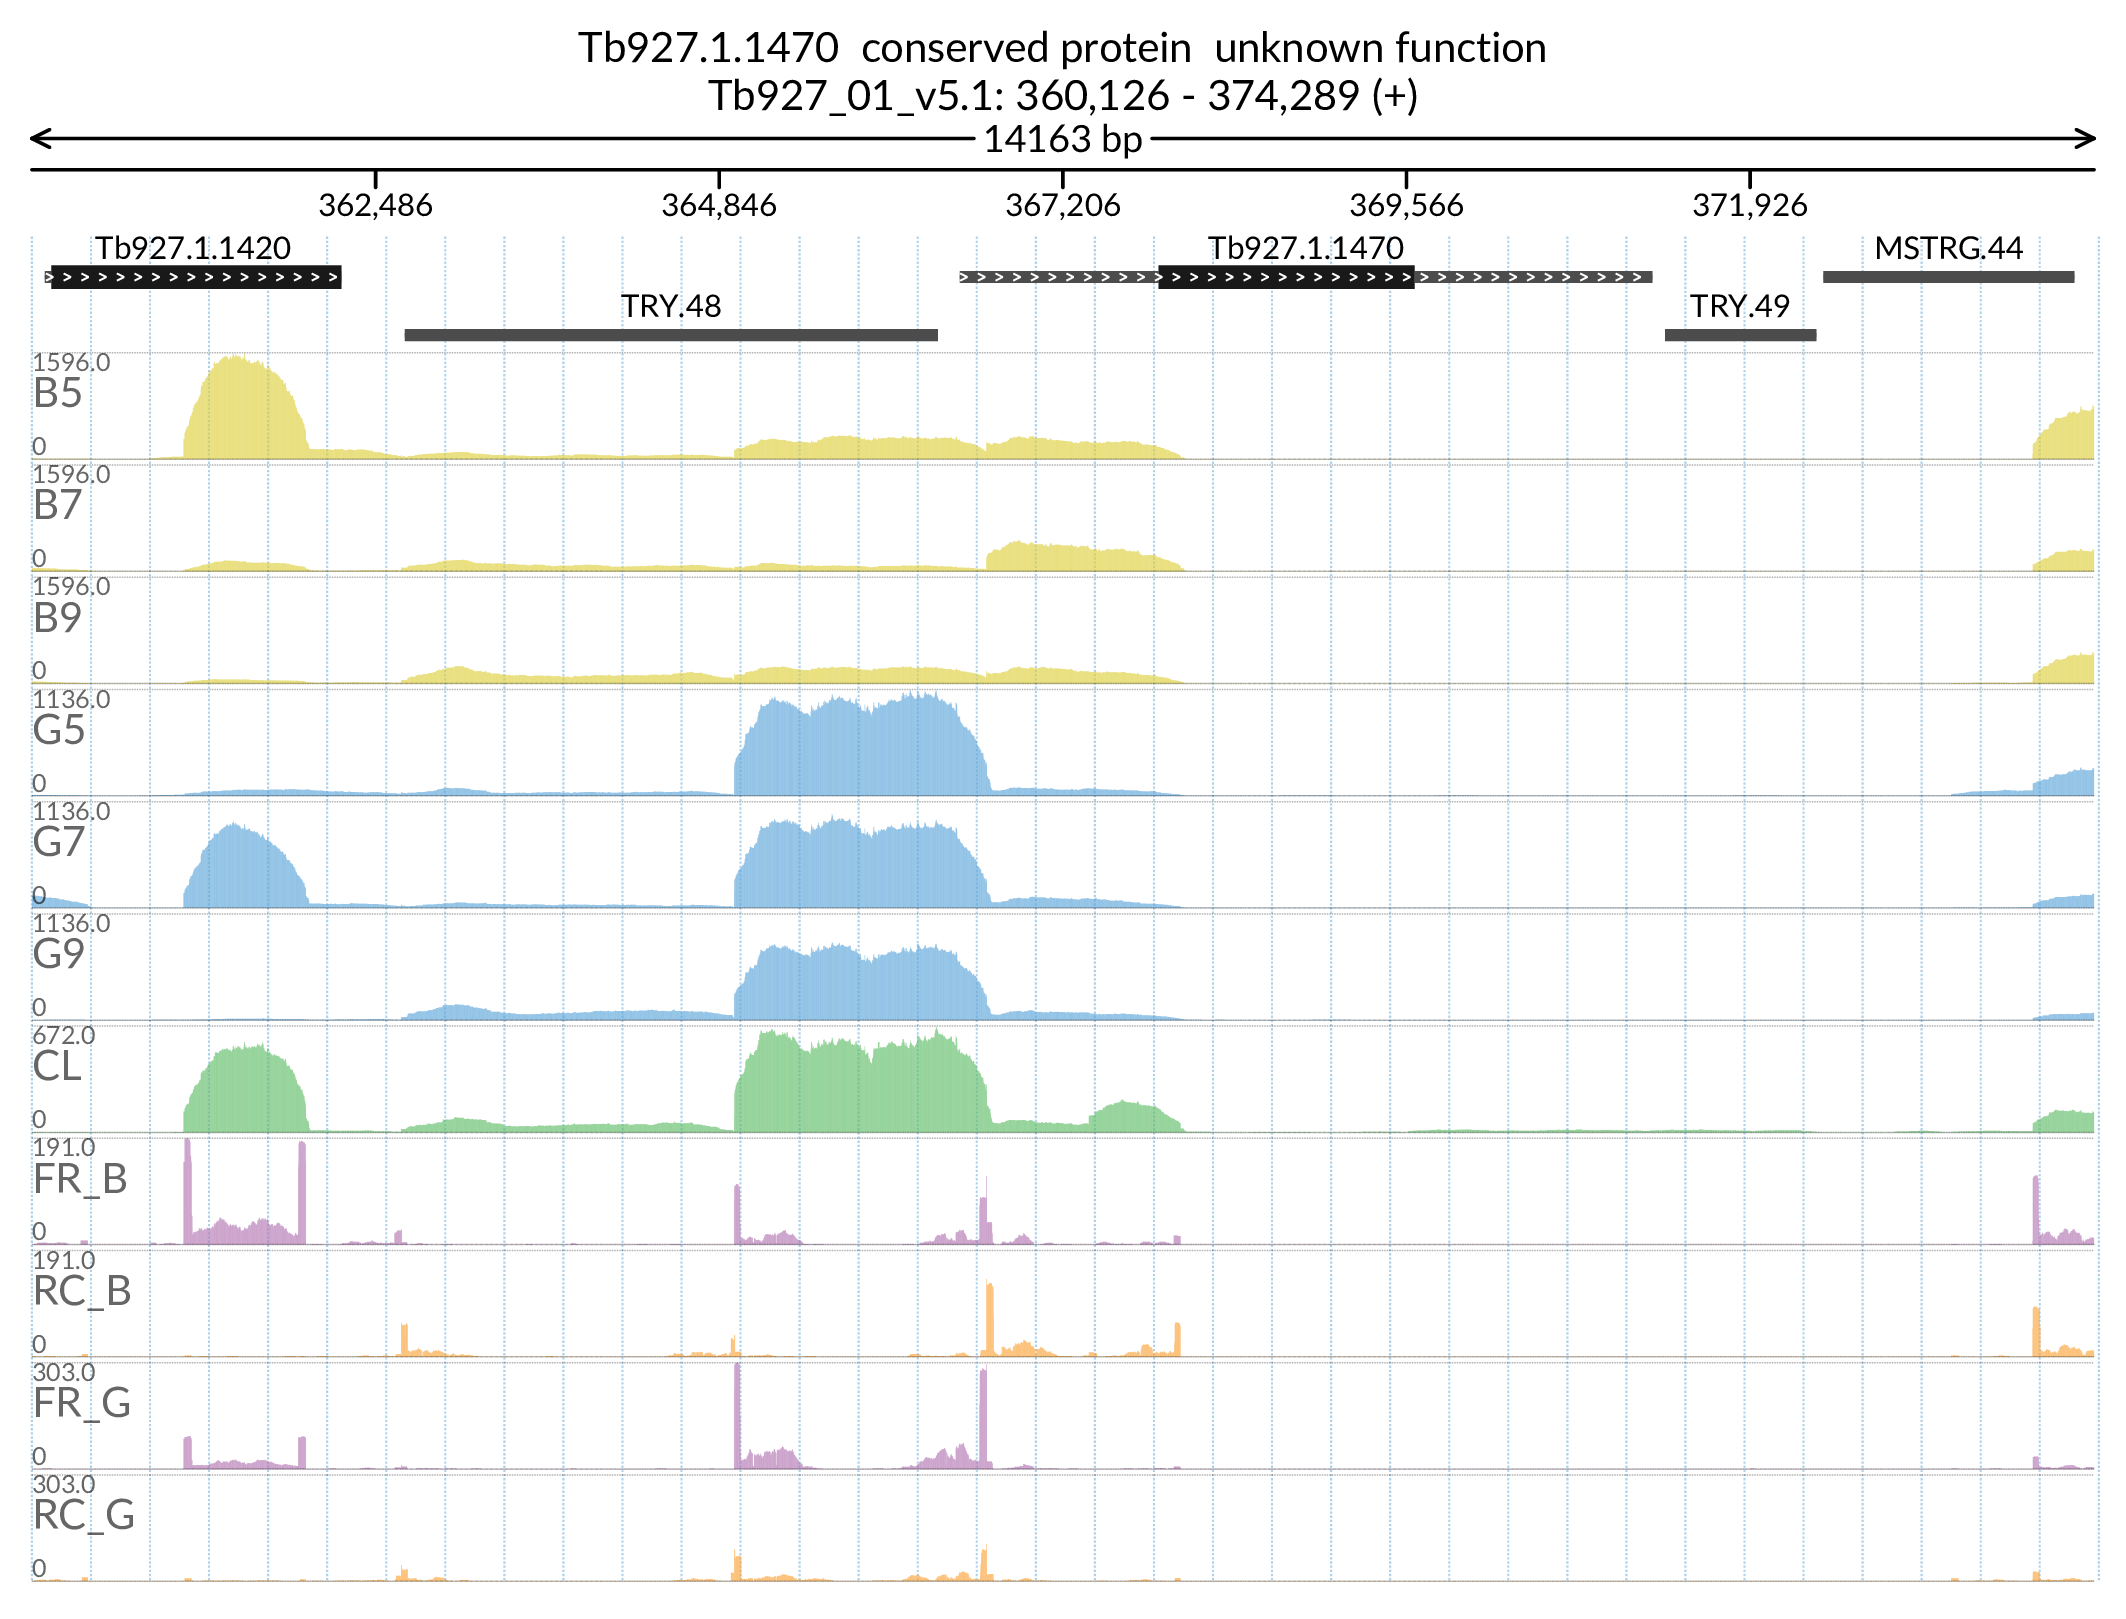 Tb927.1.1470  conserved protein  unknown function
Tb927_01_v5.1: 360,126 - 374,289 (+)
14163 bp
362,486 364,846 367,206 369,566 371,926
Tb927.1.1420 Tb927.1.1470 MSTRG.44
TRY.48 TRY.49
1596.0
B5
0
1596.0
B7
0
1596.0
B9
0
1136.0
G5
0
1136.0
G7
0
1136.0
G9
0
672.0
CL
0
191.0
FR_B
0
191.0
RC_B
0
303.0
FR_G
0
303.0
RC_G
0